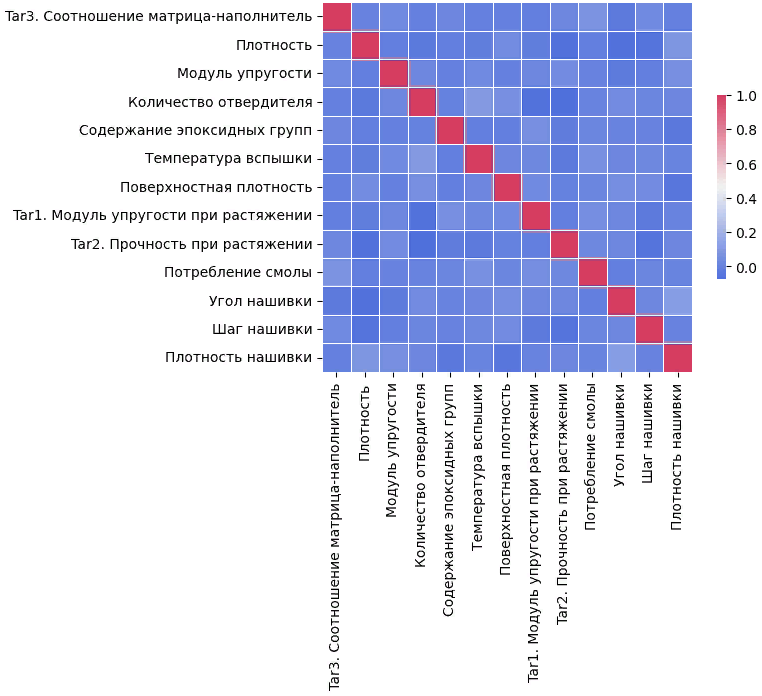 Tar3. Соотношение матрица-наполнитель
Плотность
Модуль упругости
Количество отвердителя
Содержание эпоксидных групп
Температура вспышки
Поверхностная плотность
Tar1. Модуль упругости при растяжении
Tar2. Прочность при растяжении
Потребление смолы
Угол нашивки
Шаг нашивки
Плотность нашивки
1.0
0.8
0.6
0.4
0.2
0.0
Tar3. Соотношение матрица-наполнитель
Плотность
Модуль упругости
Количество отвердителя
Содержание эпоксидных групп
Температура вспышки
Поверхностная плотность
Tar1. Модуль упругости при растяжении
Tar2. Прочность при растяжении
Потребление смолы
Угол нашивки
Шаг нашивки
Плотность нашивки